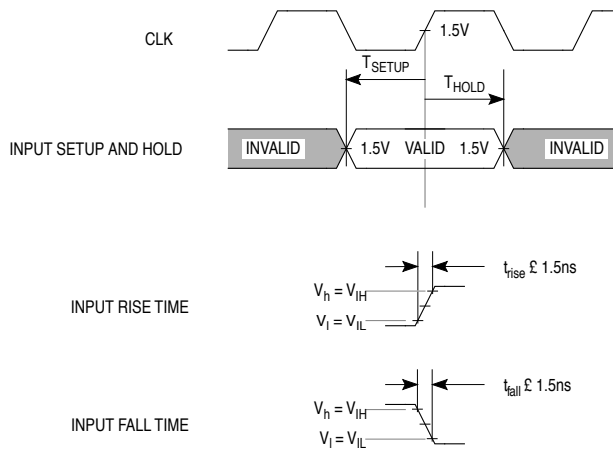 CLK
1.5V
TSETUP
THOLD
INPUT SETUP AND HOLD
INVALID
1.5V
VALID
1.5V
INVALID
trise £ 1.5ns
Vh = VIH
INPUT RISE TIME
Vl = VIL
tfall £ 1.5ns
Vh = VIH
INPUT FALL TIME
Vl = VIL